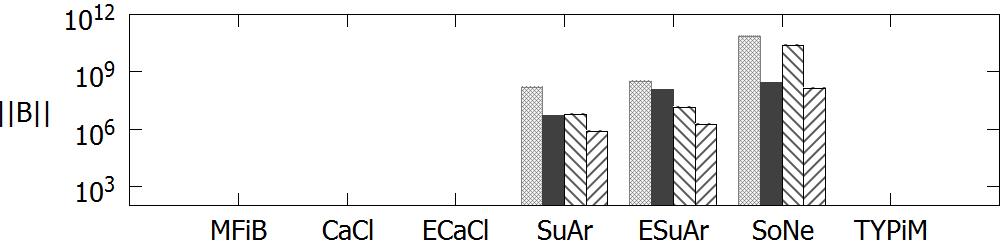 10^12
10^9
||B||
10^6
10^3
MFiB CaCl ECaCl SuAr ESuAr SoNe TYPiM